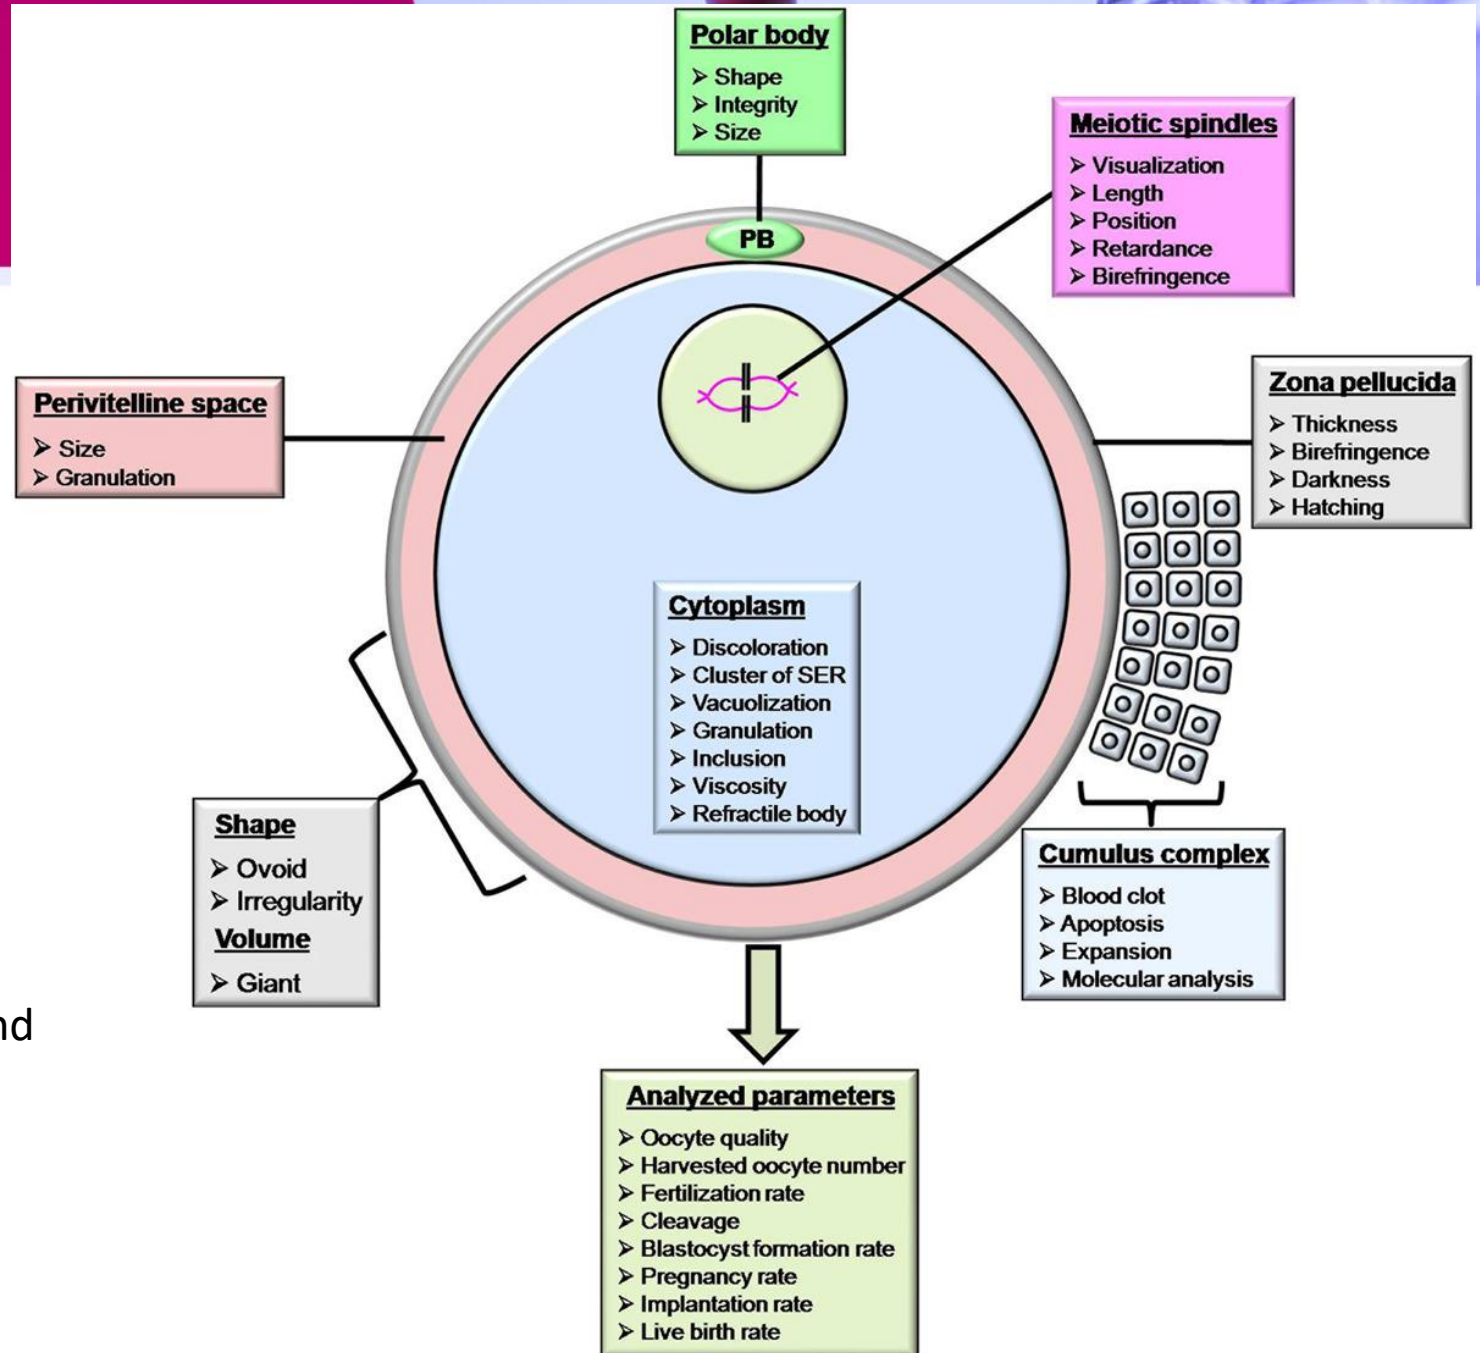 Polar body
➢ Shape
➢ Integrity
➢ Size
Meiotic spindles
➢ Visualization
➢ Length
➢ Position
➢ Retardance
➢ Birefringence
PB
Perivitelline space
➢ Size
➢ Granulation
Zona pellucida
➢ Thickness
➢ Birefringence
➢ Darkness
➢ Hatching
Cytoplasm
➢ Discoloration
➢ Cluster of SER
➢ Vacuolization
➢ Granulation
➢ Inclusion
➢ Viscosity
➢ Refractile body
Shape
➢ Ovoid
➢ Irregularity
Volume
➢ Giant
Cumulus complex
➢ Blood clot
➢ Apoptosis
➢ Expansion
➢ Molecular analysis
nd
Analyzed parameters
➢ Oocyte quality
➢ Harvested oocyte number
➢ Fertilization rate
➢ Cleavage
➢ Blastocyst formation rate
➢ Pregnancy rate
➢ Implantation rate
➢ Live birth rate